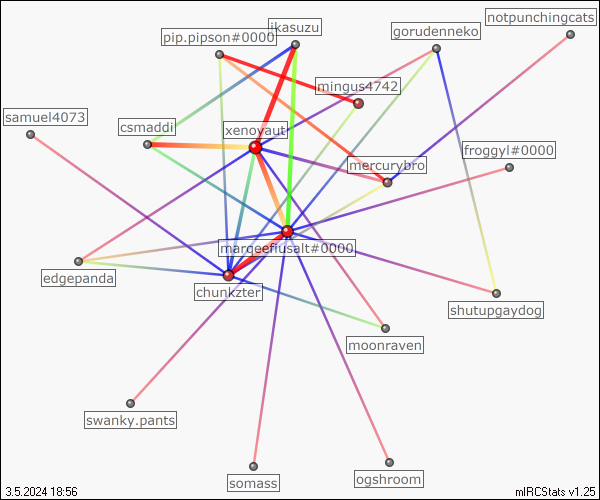 notpunchingcats
ikasuzu
gorudenneko
pip.pipson#0000
mingus4742
samuel4073
csmaddi
xenoyaut
froggyl#0000
mercurybro
marqeefiusalt#0000
edgepanda
chunkzter
shutupgaydog
moonraven
swanky.pants
ogshroom
somass
3.5.2024 18:56
mIRCStats v1.25